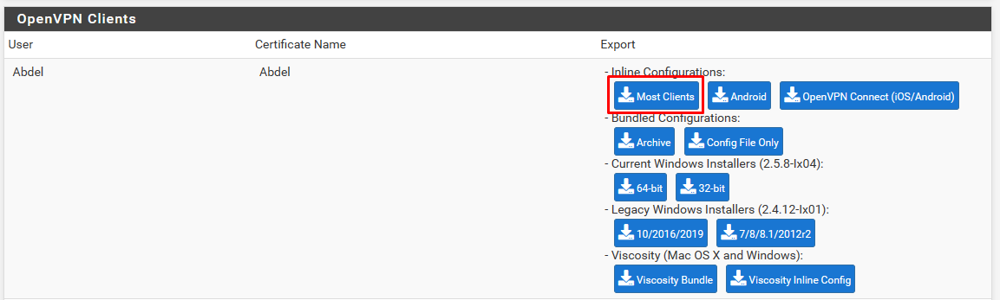 OpenVPN Clients
User Certificate Name Export
Abdel Abdel - Inline Configurations:
Most Clients Android OpenVPN Connect (iOS/Android)
- Bundled Configurations:
Archive Config File Only
- Current Windows Installers (2.5.8-Ix04):
64-bit 32-bit
- Legacy Windows Installers (2.4.12-Ix01):
10/2016/2019 7/8/8.1/2012r2
- Viscosity (Mac OS X and Windows):
Viscosity Bundle Viscosity Inline Config